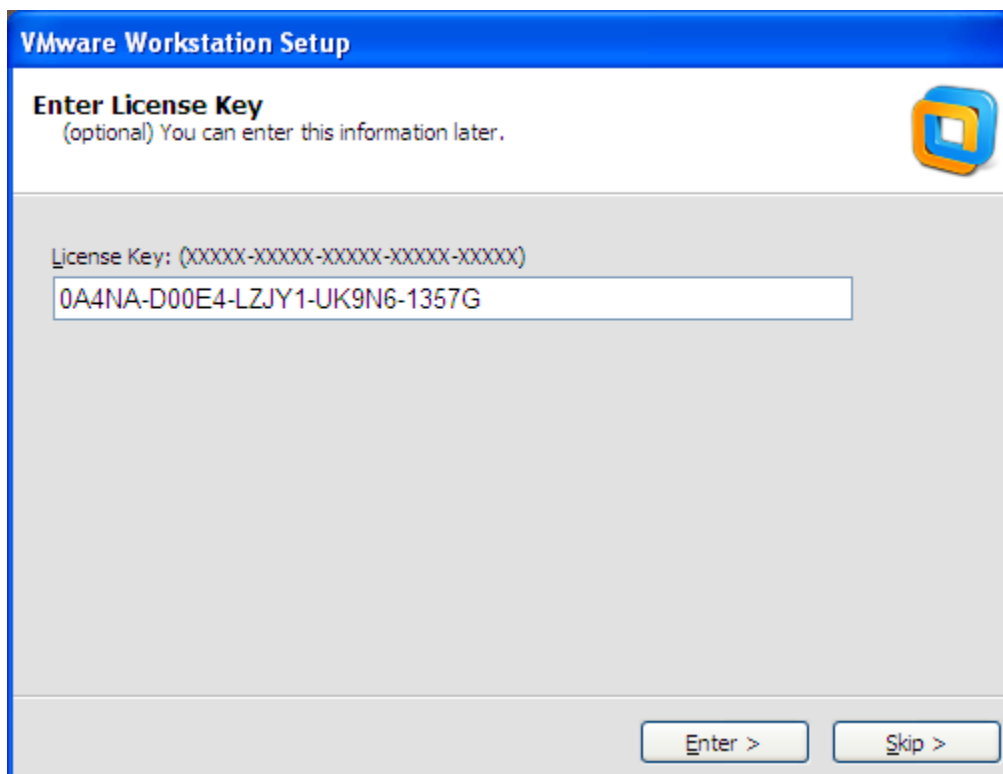 VMware Workstation Setup
Enter License Key
(optional) You can enter this information later.
License Key: (XXXXX-XXXXX-XXXXX-XXXXX-XXXXX)
0A4NA-D00E4-LZJY1-UK9N6-1357G
Enter >
Skip >